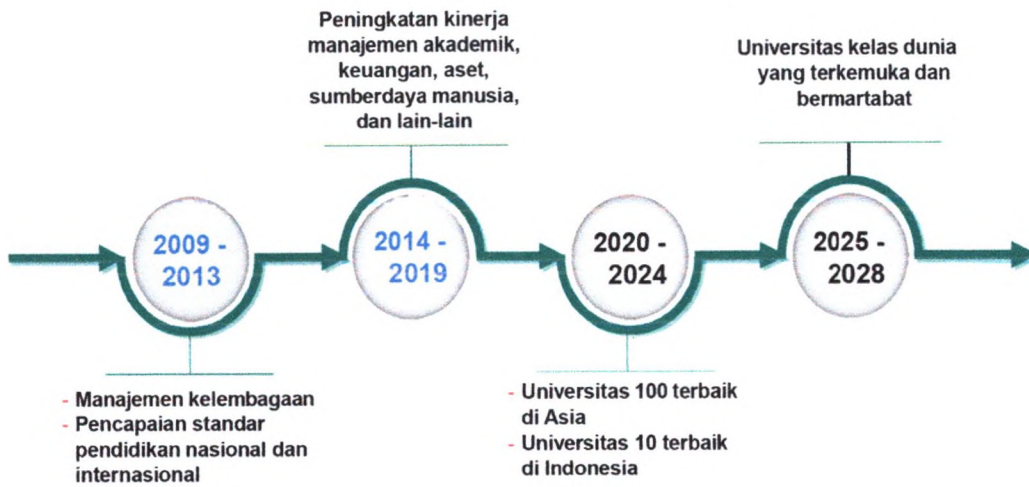 Peningkatan kinerja
manajemen akademik,
keuangan, aset,
sumberdaya manusia,
dan lain-lain
Universitas kelas dunia
yang terkemuka dan
bermartabat
2009 -
2013
2014 -
2019
2020 -
2024
2025 -
2028
- Manajemen kelembagaan
- Pencapaian standar
pendidikan nasional dan
internasional
- Universitas 100 terbaik
di Asia
- Universitas 10 terbaik
di Indonesia